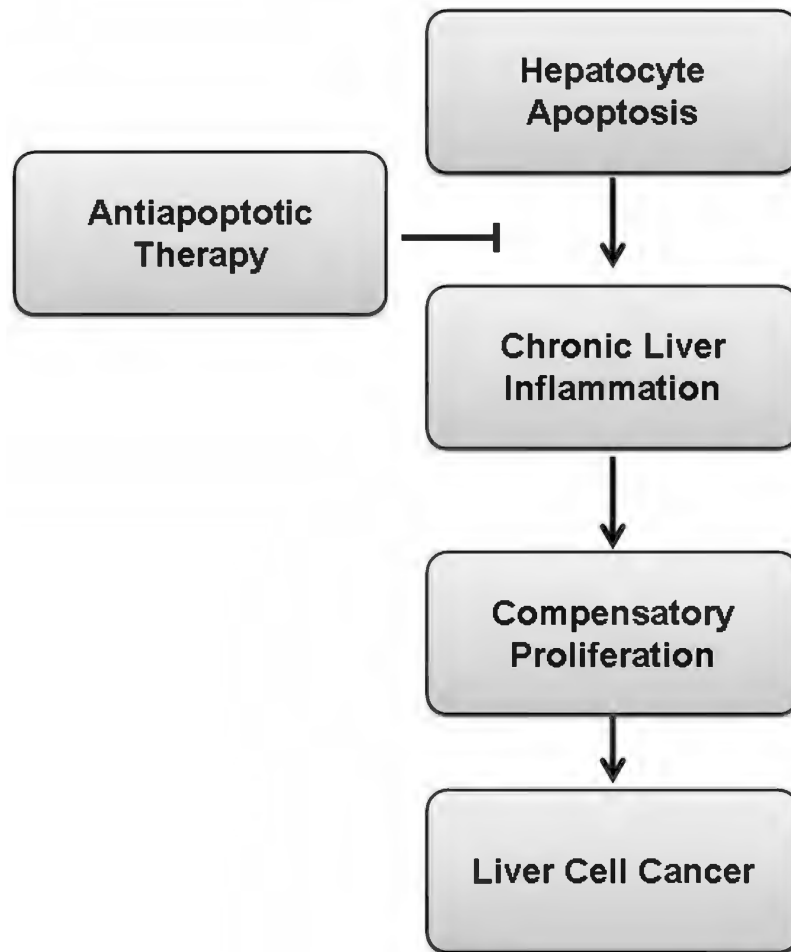 Hepatocyte
Apoptosis
Antiapoptotic
Therapy
Chronic Liver
Inflammation
Compensatory
Proliferation
Liver Cell Cancer